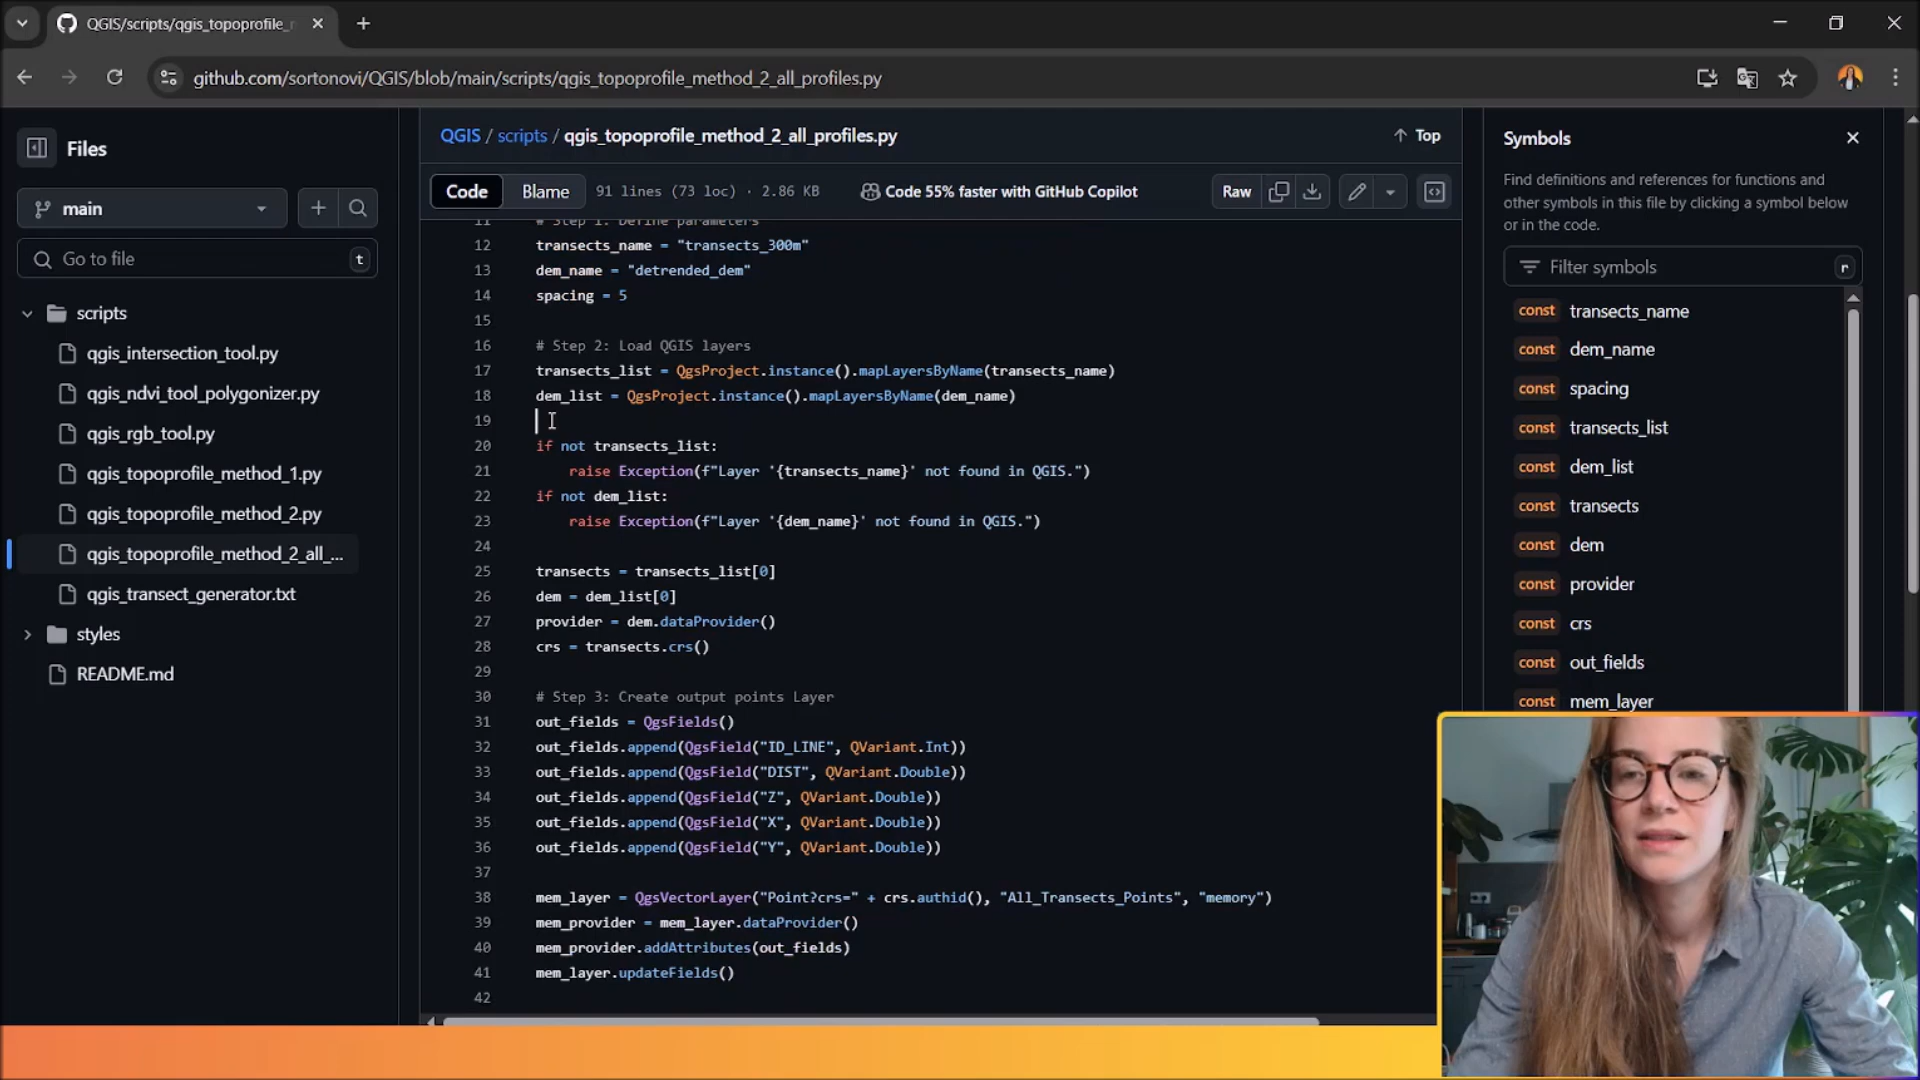 QGIS/scripts/qgis_topoprofile_
github.com/sortonovi/QGIS/blob/main/scripts/qgis_topoprofile_method_2_all_profiles.py
Files
main
Go to file
t
scripts
qgis_intersection_tool.py
qgis_ndvi_tool_polygonizer.py
qgis_rgb_tool.py
qgis_topoprofile_method_1.py
qgis_topoprofile_method_2.py
qgis_topoprofile_method_2_all_...
qgis_transect_generator.txt
styles
README.md
QGIS / scripts / qgis_topoprofile_method_2_all_profiles.py
Top
Code
Blame
91 lines (73 loc) · 2.86 KB
Code 55% faster with GitHub Copilot
Raw
11 # Step 1: Define parameters
12 transects_name = "transects_300m"
13 dem_name = "detrended_dem"
14 spacing = 5
15
16 # Step 2: Load QGIS layers
17 transects_list = QgsProject.instance().mapLayersByName(transects_name)
18 dem_list = QgsProject.instance().mapLayersByName(dem_name)
19
20 if not transects_list:
21 raise Exception(f"Layer '{transects_name}' not found in QGIS.")
22 if not dem_list:
23 raise Exception(f"Layer '{dem_name}' not found in QGIS.")
24
25 transects = transects_list[0]
26 dem = dem_list[0]
27 provider = dem.dataProvider()
28 crs = transects.crs()
29
30 # Step 3: Create output points Layer
31 out_fields = QgsFields()
32 out_fields.append(QgsField("ID_LINE", QVariant.Int))
33 out_fields.append(QgsField("DIST", QVariant.Double))
34 out_fields.append(QgsField("Z", QVariant.Double))
35 out_fields.append(QgsField("X", QVariant.Double))
36 out_fields.append(QgsField("Y", QVariant.Double))
37
38 mem_layer = QgsVectorLayer("Point?crs=" + crs.authid(), "All_Transects_Points", "memory")
39 mem_provider = mem_layer.dataProvider()
40 mem_provider.addAttributes(out_fields)
41 mem_layer.updateFields()
42
Symbols
Find definitions and references for functions and
other symbols in this file by clicking a symbol below
or in the code.
Filter symbols
r
const transects_name
const dem_name
const spacing
const transects_list
const dem_list
const transects
const dem
const provider
const crs
const out_fields
const mem_layer